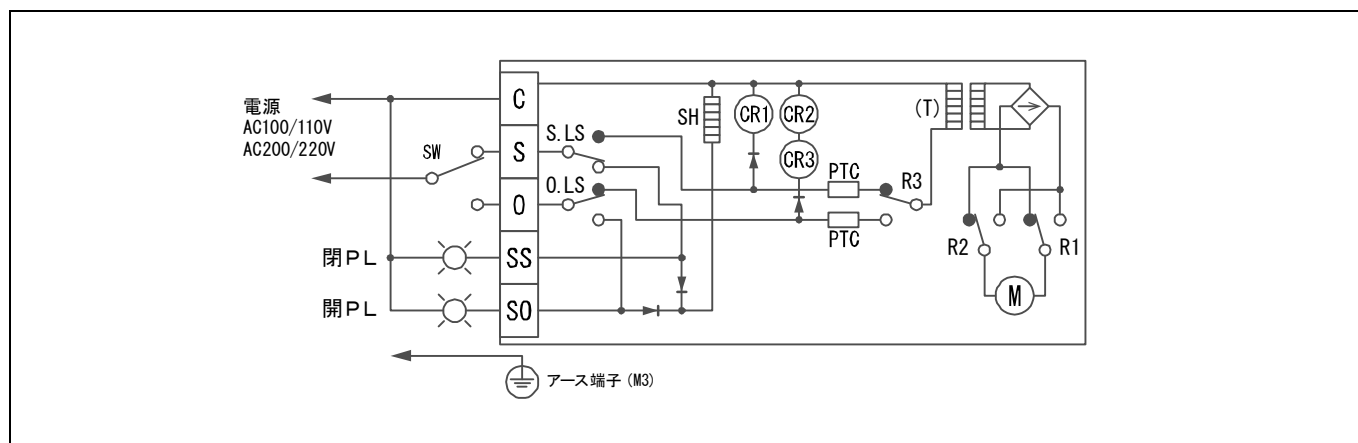 電源
AC100/110V
AC200/220V
SW
C
S
O
SS
SO
S.LS
O.LS
SH
CR1
CR2
CR3
PTC
PTC
R3
(T)
R2
R1
M
閉PL
開PL
アース端子 (M3)